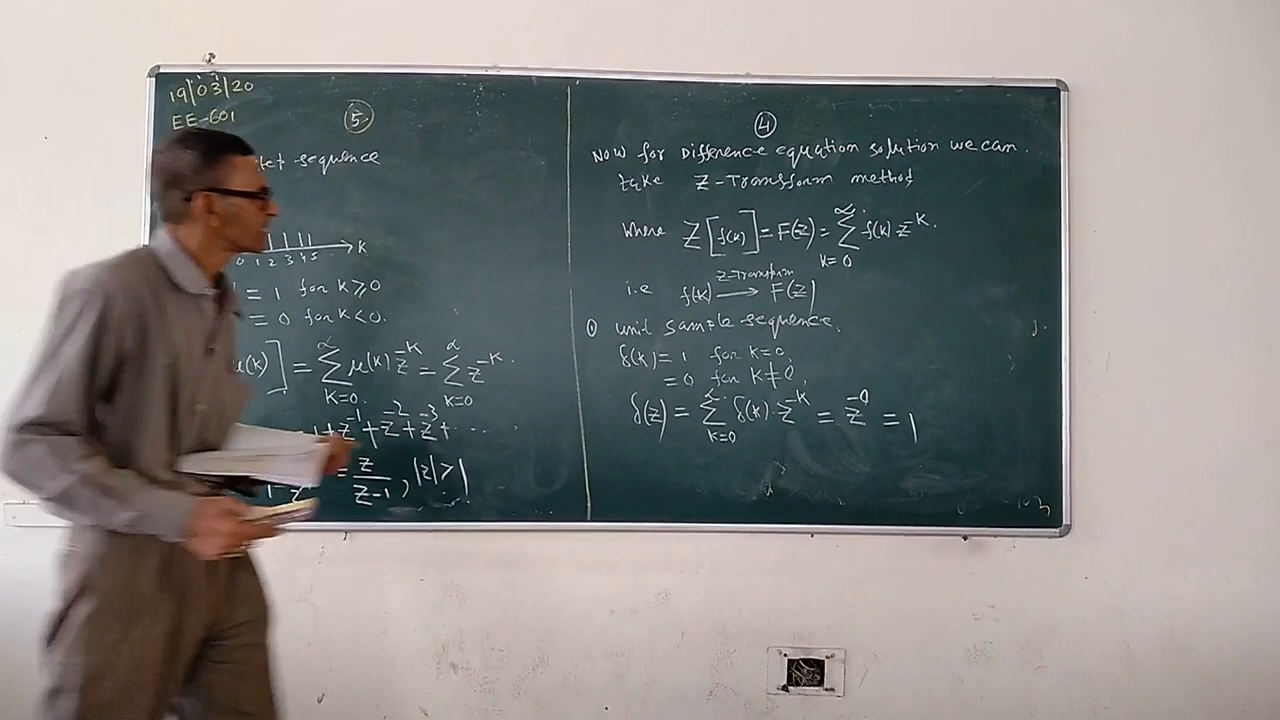 19/03/20
EE-601
⑤
step sequence
K
0 1 2 3 4 5
= 1 for K ≥ 0
= 0 for K < 0.
μ(k)] = ∑ K=0 ∝ μ(k) z^-K = ∑ K=0 ∝ z^-K.
1 + z^-1 + z^-2 + z^-3 + ...
= z/(z-1), |z| > 1
④
Now for Difference equation solution we can.
take Z-Transform method
where Z[f(k)] = F(z) = ∑ K=0 ∝ f(k) z^-K.
i.e f(k) Z-Transform → F(z)
① unit sample sequence.
δ(k) = 1 for K=0,
= 0 for K≠0,
δ(z) = ∑ K=0 ∝ δ(k). z^-K = z^-0 = 1